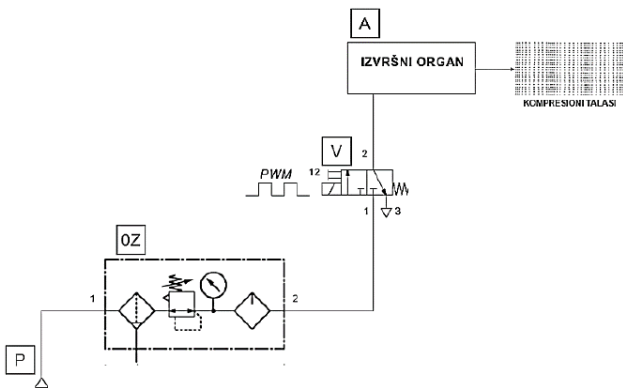 A
IZVRŠNI ORGAN
KOMPRESIONI TALASI
V
2
PWM
12
1
3
0Z
1
2
P